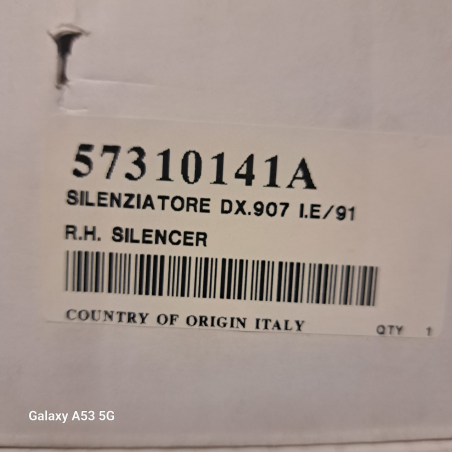 57310141A
SILENZIATORE DX.907 I.E/91
R.H. SILENCER
COUNTRY OF ORIGIN ITALY QTY 1
Galaxy A53 5G